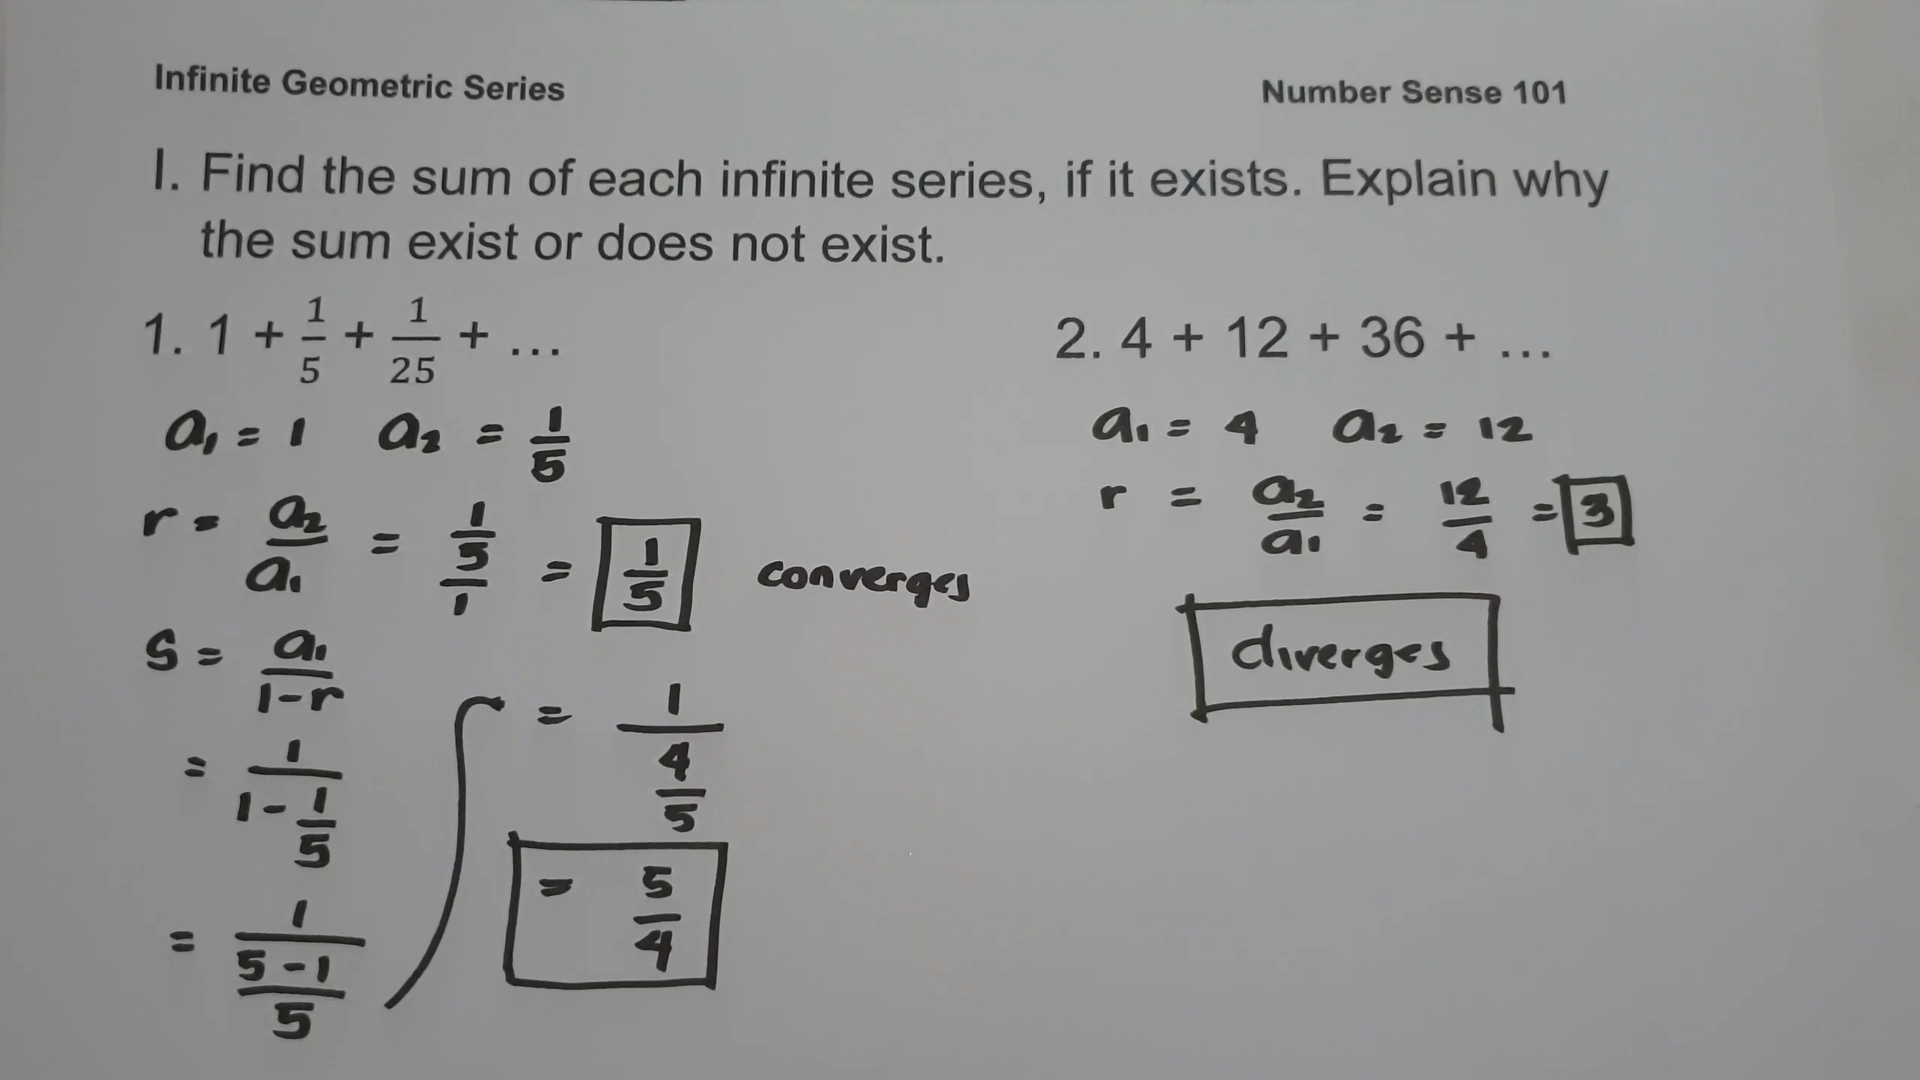 Infinite Geometric Series
Number Sense 101
I. Find the sum of each infinite series, if it exists. Explain why
the sum exist or does not exist.
1. 1 + 1/5 + 1/25 + ...
a₁ = 1 a₂ = 1/5
r = a₂/a₁ = (1/5)/1 = 1/5 converges
S = a₁/(1-r)
= 1/(1 - 1/5)
= 1/((5-1)/5)
= 1/(4/5)
= 5/4
2. 4 + 12 + 36 + ...
a₁ = 4 a₂ = 12
r = a₂/a₁ = 12/4 = 3
diverges